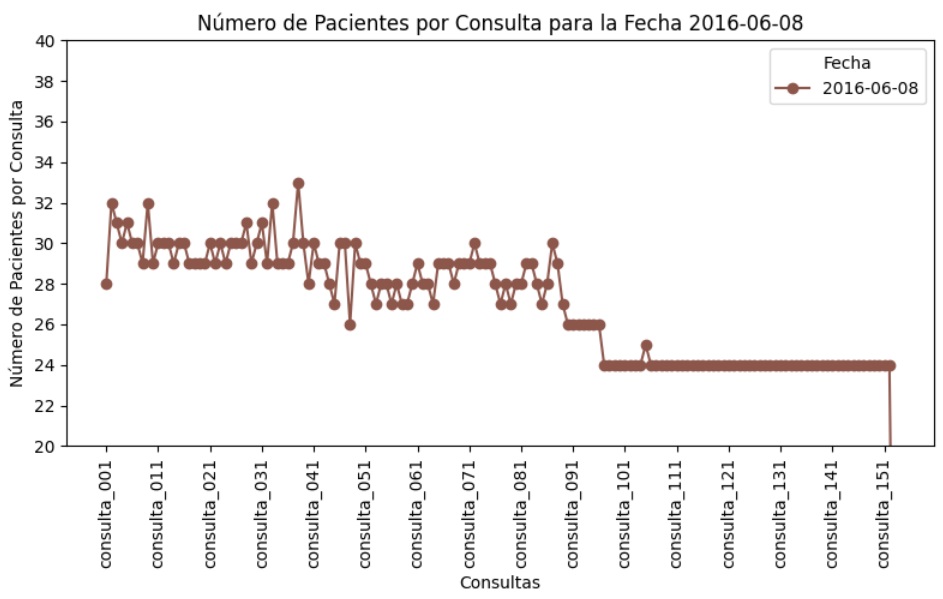 Número de Pacientes por Consulta para la Fecha 2016-06-08
Número de Pacientes por Consulta
40
38
36
34
32
30
28
26
24
22
20
Fecha
2016-06-08
consulta_001
consulta_011
consulta_021
consulta_031
consulta_041
consulta_051
consulta_061
consulta_071
consulta_081
consulta_091
consulta_101
consulta_111
consulta_121
consulta_131
consulta_141
consulta_151
Consultas